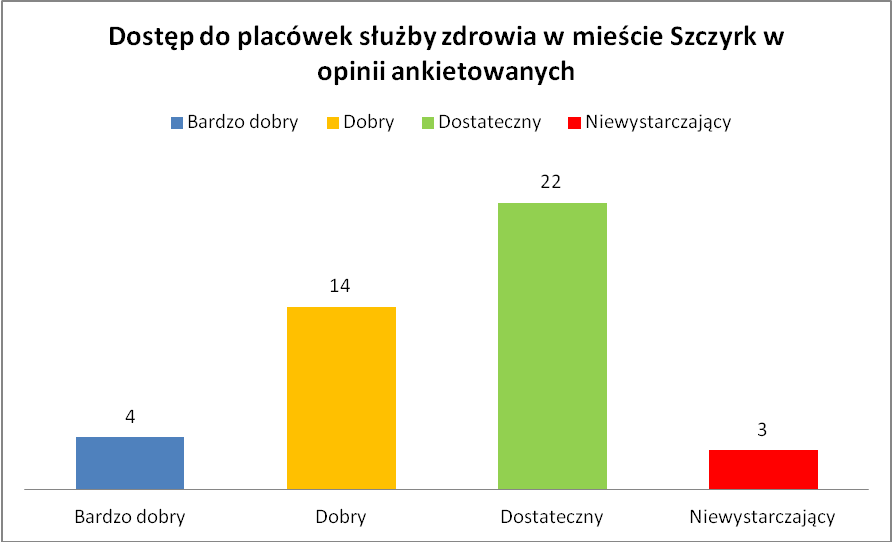 Dostęp do placówek służby zdrowia w mieście Szczyrk w
opinii ankietowanych
Bardzo dobry Dobry Dostateczny Niewystarczający
22
14
4
3
Bardzo dobry Dobry Dostateczny Niewystarczający